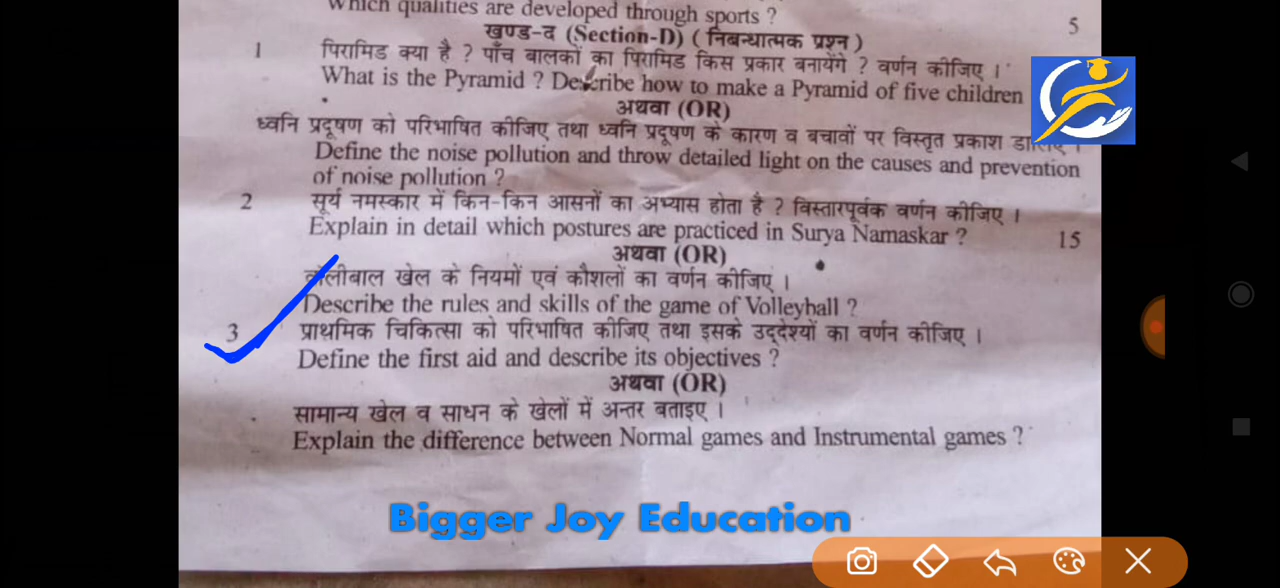 Which qualities are developed through sports ?
5
खण्ड-द (Section-D) ( निबन्धात्मक प्रश्न )
1 पिरामिड क्या है ? पाँच बालकों का पिरामिड किस प्रकार बनायेंगे ? वर्णन कीजिए ।
What is the Pyramid ? Describe how to make a Pyramid of five children
अथवा (OR)
ध्वनि प्रदूषण को परिभाषित कीजिए तथा ध्वनि प्रदूषण के कारण व बचावों पर विस्तृत प्रकाश डालिए ।
Define the noise pollution and throw detailed light on the causes and prevention
of noise pollution ?
2 सूर्य नमस्कार में किन-किन आसनों का अभ्यास होता है ? विस्तारपूर्वक वर्णन कीजिए ।
Explain in detail which postures are practiced in Surya Namaskar ? 15
अथवा (OR)
वॉलीबाल खेल के नियमों एवं कौशलों का वर्णन कीजिए ।
Describe the rules and skills of the game of Volleyball ?
3 प्राथमिक चिकित्सा को परिभाषित कीजिए तथा इसके उद्देश्यों का वर्णन कीजिए ।
Define the first aid and describe its objectives ?
अथवा (OR)
सामान्य खेल व साधन के खेलों में अन्तर बताइए ।
Explain the difference between Normal games and Instrumental games ?
Bigger Joy Education